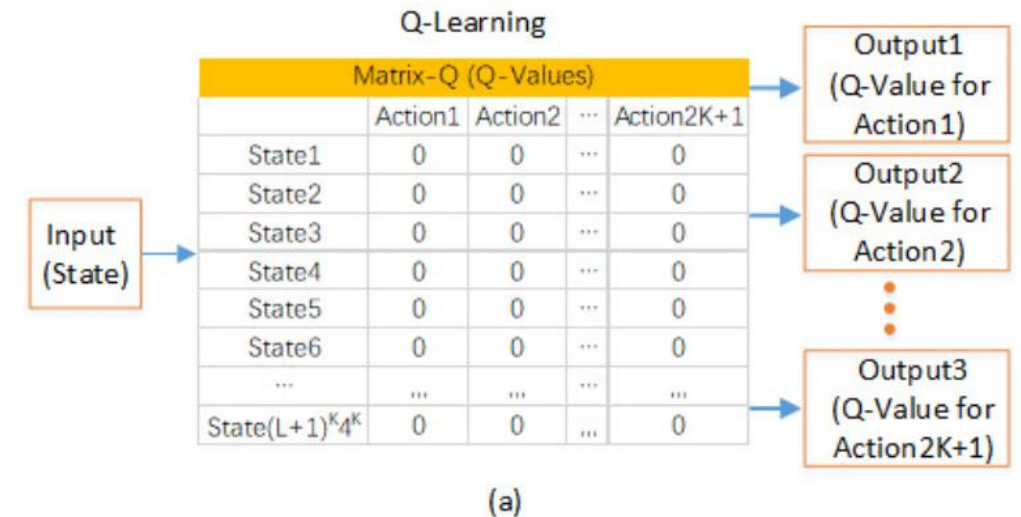 Q-Learning
Input
(State)
Matrix-Q (Q-Values)
Action1 Action2 ... Action2K+1
State1 0 0 ... 0
State2 0 0 ... 0
State3 0 0 ... 0
State4 0 0 ... 0
State5 0 0 ... 0
State6 0 0 ... 0
... ,,, ,,, ... ,,,
State(L+1)ᴷ4ᴷ 0 0 ,,, 0
Output1
(Q-Value for
Action1)
Output2
(Q-Value for
Action2)
Output3
(Q-Value for
Action2K+1)
(a)